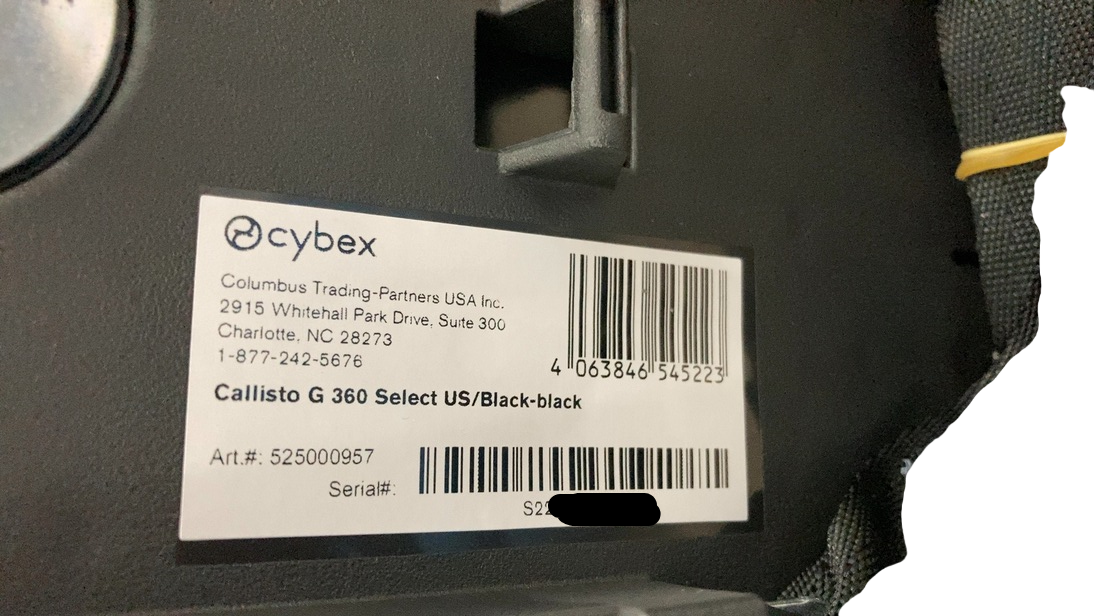 cybex
Columbus Trading-Partners USA Inc.
2915 Whitehall Park Drive, Suite 300
Charlotte, NC 28273
1-877-242-5676
4 063846 545223
Callisto G 360 Select US/Black-black
Art.#: 525000957
Serial#:
S22